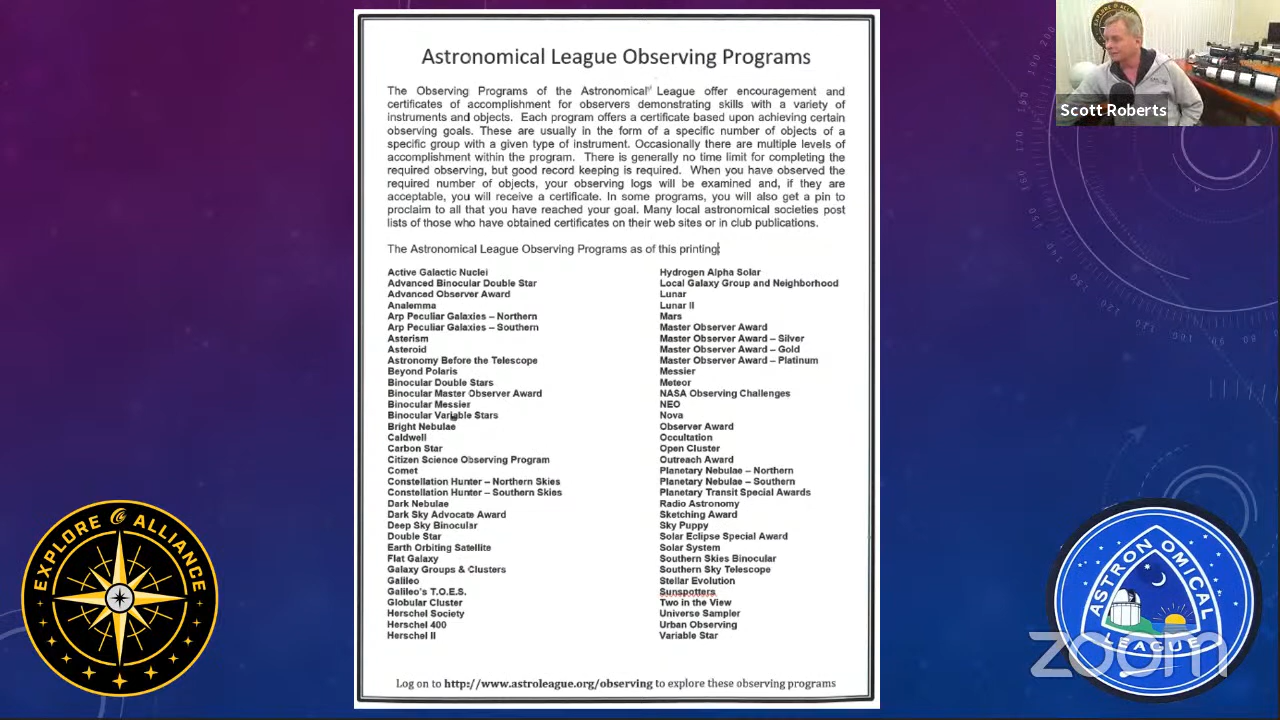 Astronomical League Observing Programs
The Observing Programs of the Astronomical League offer encouragement and
certificates of accomplishment for observers demonstrating skills with a variety of
instruments and objects. Each program offers a certificate based upon achieving certain
observing goals. These are usually in the form of a specific number of objects of a
specific group with a given type of instrument. Occasionally there are multiple levels of
accomplishment within the program. There is generally no time limit for completing the
required observing, but good record keeping is required. When you have observed the
required number of objects, your observing logs will be examined and, if they are
acceptable, you will receive a certificate. In some programs, you will also get a pin to
proclaim to all that you have reached your goal. Many local astronomical societies post
lists of those who have obtained certificates on their web sites or in club publications.
The Astronomical League Observing Programs as of this printing:
Active Galactic Nuclei
Advanced Binocular Double Star
Advanced Observer Award
Analemma
Arp Peculiar Galaxies – Northern
Arp Peculiar Galaxies – Southern
Asterism
Asteroid
Astronomy Before the Telescope
Beyond Polaris
Binocular Double Stars
Binocular Master Observer Award
Binocular Messier
Binocular Variable Stars
Bright Nebulae
Caldwell
Carbon Star
Citizen Science Observing Program
Comet
Constellation Hunter – Northern Skies
Constellation Hunter – Southern Skies
Dark Nebulae
Dark Sky Advocate Award
Deep Sky Binocular
Double Star
Earth Orbiting Satellite
Flat Galaxy
Galaxy Groups & Clusters
Galileo
Galileo's T.O.E.S.
Globular Cluster
Herschel Society
Herschel 400
Herschel II
Hydrogen Alpha Solar
Local Galaxy Group and Neighborhood
Lunar
Lunar II
Mars
Master Observer Award
Master Observer Award – Silver
Master Observer Award – Gold
Master Observer Award – Platinum
Messier
Meteor
NASA Observing Challenges
NEO
Nova
Observer Award
Occultation
Open Cluster
Outreach Award
Planetary Nebulae – Northern
Planetary Nebulae – Southern
Planetary Transit Special Awards
Radio Astronomy
Sketching Award
Sky Puppy
Solar Eclipse Special Award
Solar System
Southern Skies Binocular
Southern Sky Telescope
Stellar Evolution
Sunspotters
Two in the View
Universe Sampler
Urban Observing
Variable Star
Log on to http://www.astroleague.org/observing to explore these observing programs
Scott Roberts
EXPLORE ALLIANCE
ASTRONOMICAL
LEAGUE
zoom